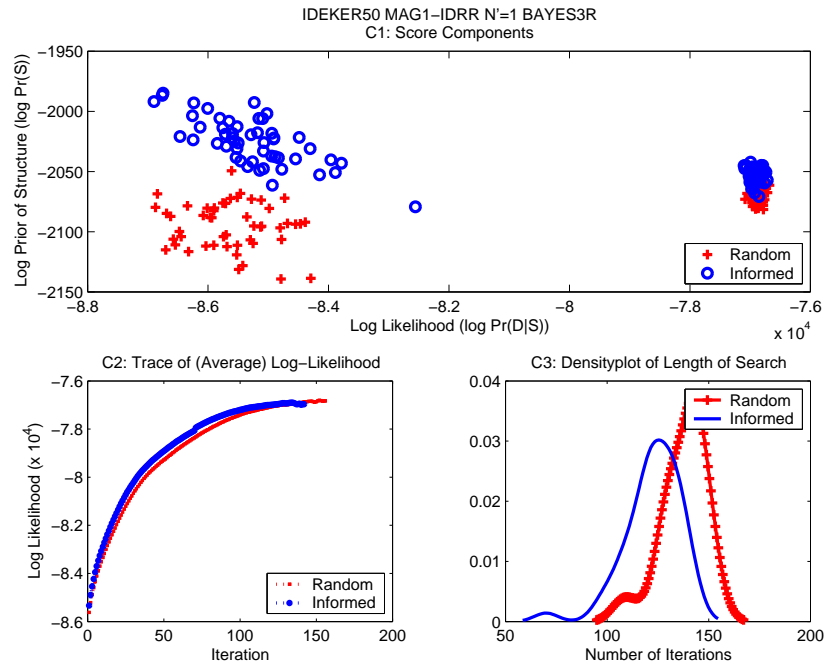 IDEKER50 MAG1−IDRR N'=1 BAYES3R
C1: Score Components
Log Prior of Structure (log Pr(S))
−1950
−2000
−2050
−2100
−2150
−8.8
−8.6
−8.4
−8.2
−8
−7.8
−7.6
x 10^4
Log Likelihood (log Pr(D|S))
Random
Informed
C2: Trace of (Average) Log−Likelihood
Log Likelihood (x 10^4)
−7.6
−7.8
−8
−8.2
−8.4
−8.6
0
50
100
150
200
Iteration
Random
Informed
C3: Densityplot of Length of Search
0.04
0.03
0.02
0.01
0
50
100
150
200
Number of Iterations
Random
Informed